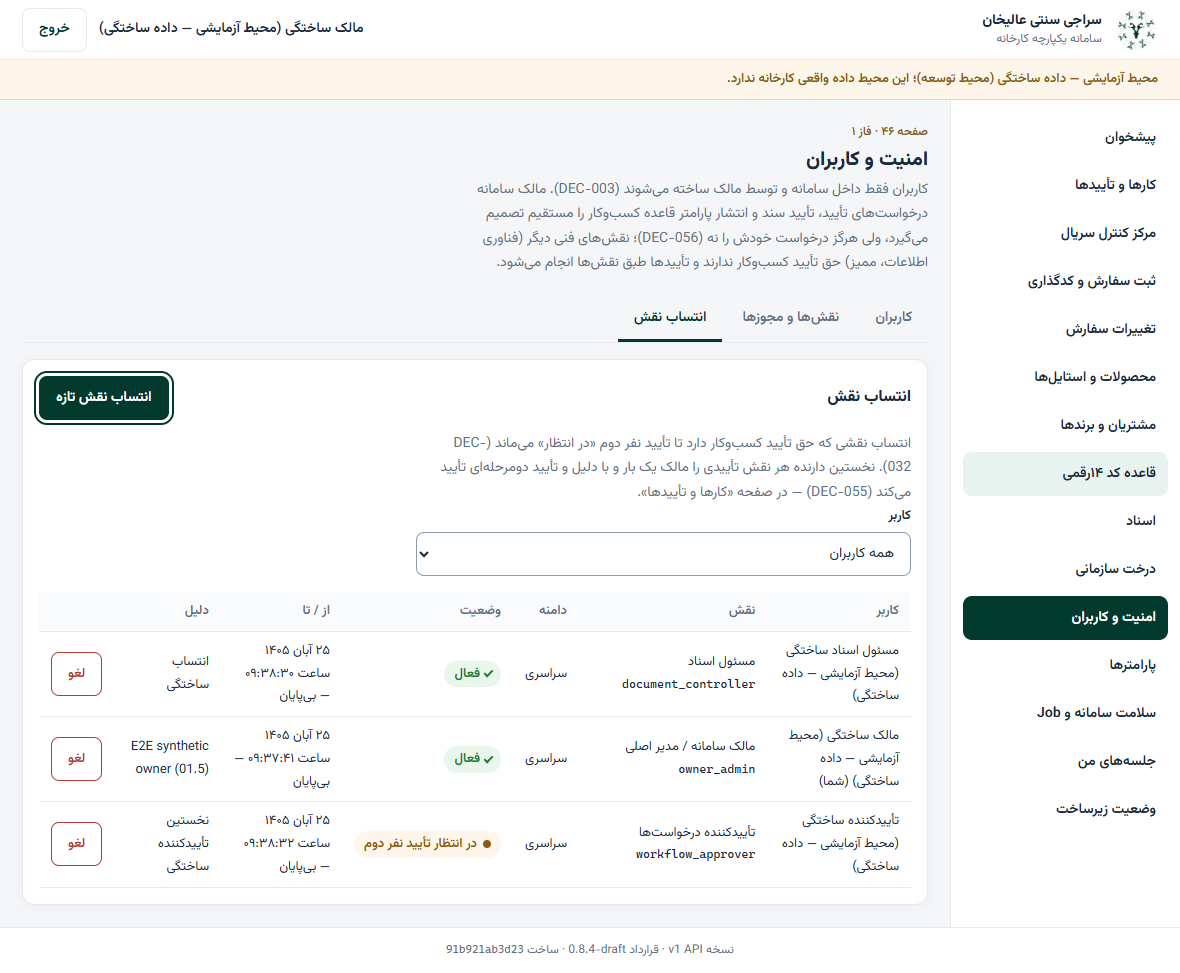 سراجی سنتی عالیخان
سامانه یکپارچه کارخانه
مالک ساختگی (محیط آزمایشی — داده ساختگی)
خروج
محیط آزمایشی — داده ساختگی (محیط توسعه)؛ این محیط داده واقعی کارخانه ندارد.
پیشخوان
کارها و تأییدها
مرکز کنترل سریال
ثبت سفارش و کدگذاری
تغییرات سفارش
محصولات و استایل‌ها
مشتریان و برندها
قاعده کد ۱۴رقمی
اسناد
درخت سازمانی
امنیت و کاربران
پارامترها
سلامت سامانه و Job
جلسه‌های من
وضعیت زیرساخت
صفحه ۴۶ · فاز ۱
امنیت و کاربران
کاربران فقط داخل سامانه و توسط مالک ساخته می‌شوند (DEC-003). مالک سامانه
درخواست‌های تأیید، تأیید سند و انتشار پارامتر قاعده کسب‌وکار را مستقیم تصمیم
می‌گیرد، ولی هرگز درخواست خودش را نه (DEC-056)؛ نقش‌های فنی دیگر (فناوری
اطلاعات، ممیز) حق تأیید کسب‌وکار ندارند و تأییدها طبق نقش‌ها انجام می‌شود.
کاربران
نقش‌ها و مجوزها
انتساب نقش
انتساب نقش
انتساب نقش تازه
انتساب نقشی که حق تأیید کسب‌وکار دارد تا تأیید نفر دوم «در انتظار» می‌ماند (DEC-
032). نخستین دارنده هر نقش تأییدی را مالک یک بار و با دلیل و تأیید دومرحله‌ای تأیید
می‌کند (DEC-055) — در صفحه «کارها و تأییدها».
کاربر
همه کاربران
کاربر نقش دامنه وضعیت از / تا دلیل
مسئول اسناد ساختگی
(محیط آزمایشی — داده
ساختگی)
مسئول اسناد
document_controller
سراسری
✓ فعال
۲۵ آبان ۱۴۰۵
ساعت ۰۹:۳۸:۳۰
— بی‌پایان
انتساب
ساختگی
لغو
مالک ساختگی (محیط
آزمایشی — داده
ساختگی) (شما)
مالک سامانه / مدیر اصلی
owner_admin
سراسری
✓ فعال
۲۵ آبان ۱۴۰۵
ساعت ۰۹:۳۷:۴۱ —
بی‌پایان
E2E synthetic
owner (01.5)
لغو
تأییدکننده ساختگی
(محیط آزمایشی — داده
ساختگی)
تأییدکننده درخواست‌ها
workflow_approver
سراسری
● در انتظار تأیید نفر دوم
۲۵ آبان ۱۴۰۵
ساعت ۰۹:۳۸:۳۲
— بی‌پایان
نخستین
تأییدکننده
ساختگی
لغو
نسخه API v1 · قرارداد 0.8.4-draft · ساخت 91b921ab3d23